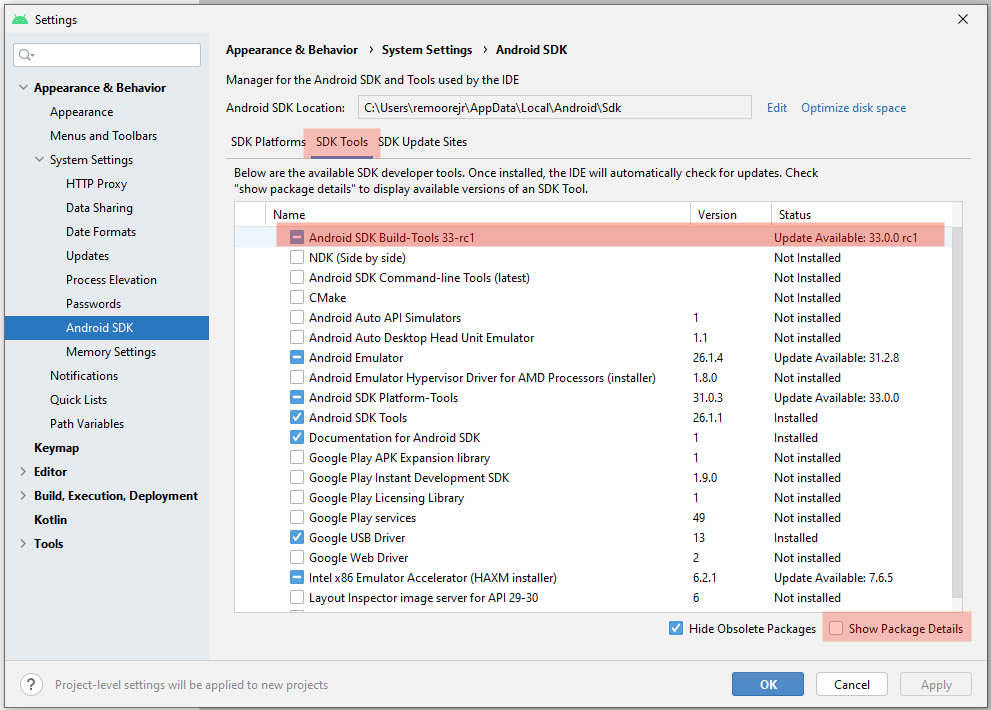 Settings
Appearance & Behavior
Appearance
Menus and Toolbars
System Settings
HTTP Proxy
Data Sharing
Date Formats
Updates
Process Elevation
Passwords
Android SDK
Memory Settings
Notifications
Quick Lists
Path Variables
Keymap
Editor
Build, Execution, Deployment
Kotlin
Tools
Appearance & Behavior › System Settings › Android SDK
Manager for the Android SDK and Tools used by the IDE
Android SDK Location: C:\Users\remoorejr\AppData\Local\Android\Sdk Edit Optimize disk space
SDK Platforms SDK Tools SDK Update Sites
Below are the available SDK developer tools. Once installed, the IDE will automatically check for updates. Check
"show package details" to display available versions of an SDK Tool.
Name Version Status
Android SDK Build-Tools 33-rc1 Update Available: 33.0.0 rc1
NDK (Side by side) Not Installed
Android SDK Command-line Tools (latest) Not Installed
CMake Not Installed
Android Auto API Simulators 1 Not installed
Android Auto Desktop Head Unit Emulator 1.1 Not installed
Android Emulator 26.1.4 Update Available: 31.2.8
Android Emulator Hypervisor Driver for AMD Processors (installer) 1.8.0 Not installed
Android SDK Platform-Tools 31.0.3 Update Available: 33.0.0
Android SDK Tools 26.1.1 Installed
Documentation for Android SDK 1 Installed
Google Play APK Expansion library 1 Not installed
Google Play Instant Development SDK 1.9.0 Not installed
Google Play Licensing Library 1 Not installed
Google Play services 49 Not installed
Google USB Driver 13 Installed
Google Web Driver 2 Not installed
Intel x86 Emulator Accelerator (HAXM installer) 6.2.1 Update Available: 7.6.5
Layout Inspector image server for API 29-30 6 Not installed
Hide Obsolete Packages Show Package Details
? Project-level settings will be applied to new projects
OK Cancel Apply